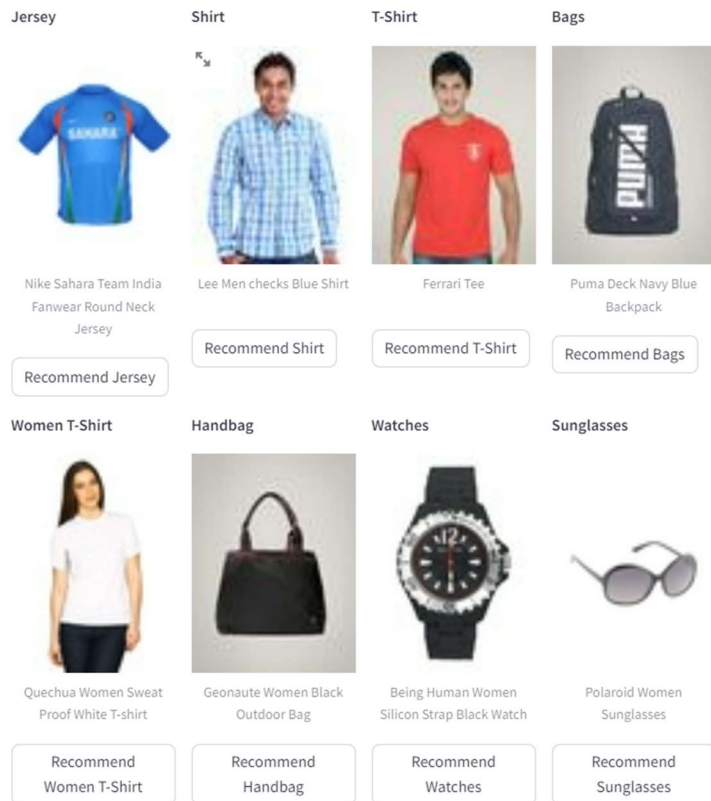 Jersey
Shirt
T-Shirt
Bags
SAHARA
PUMA
Nike Sahara Team India
Fanwear Round Neck
Jersey
Lee Men checks Blue Shirt
Ferrari Tee
Puma Deck Navy Blue
Backpack
Recommend Jersey
Recommend Shirt
Recommend T-Shirt
Recommend Bags
Women T-Shirt
Handbag
Watches
Sunglasses
12
Quechua Women Sweat
Proof White T-shirt
Geonaute Women Black
Outdoor Bag
Being Human Women
Silicon Strap Black Watch
Polaroid Women
Sunglasses
Recommend
Women T-Shirt
Recommend
Handbag
Recommend
Watches
Recommend
Sunglasses